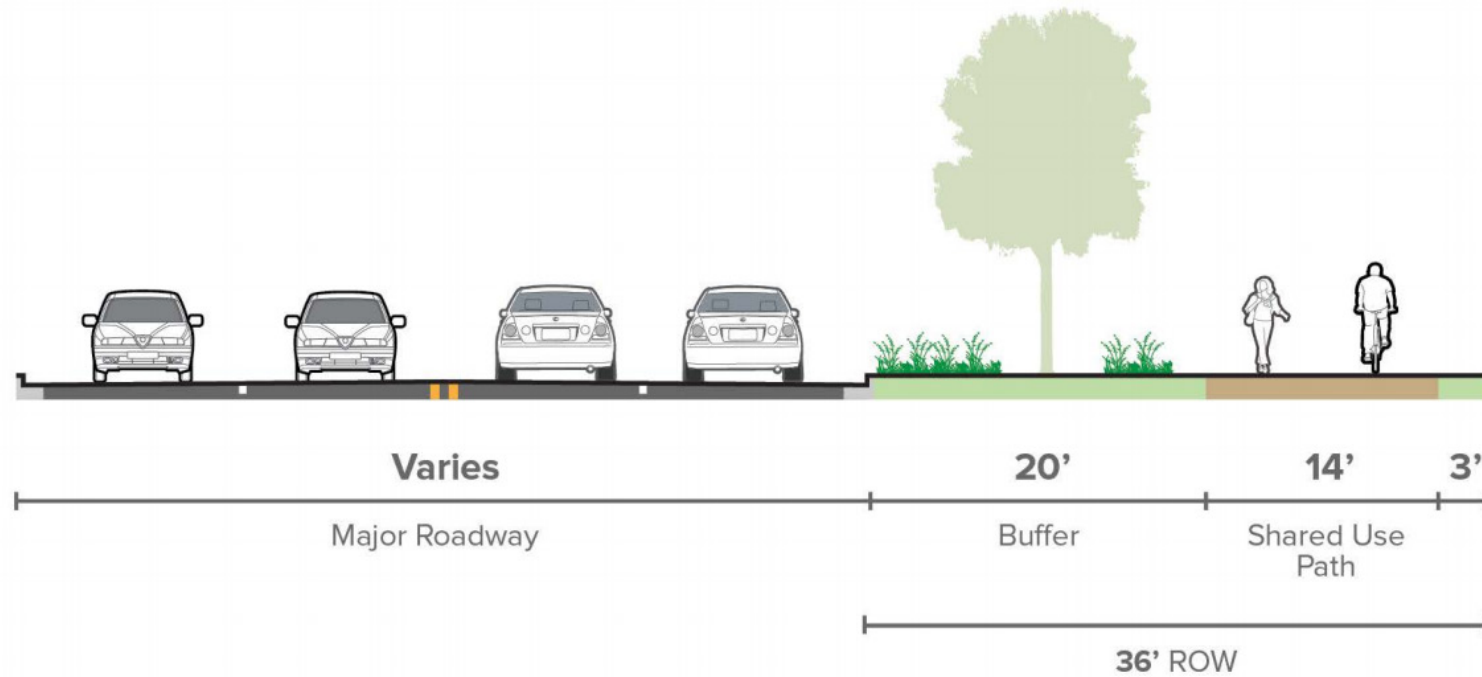 Varies
20’
14’
3’
Major Roadway
Buffer
Shared Use
Path
36’ ROW